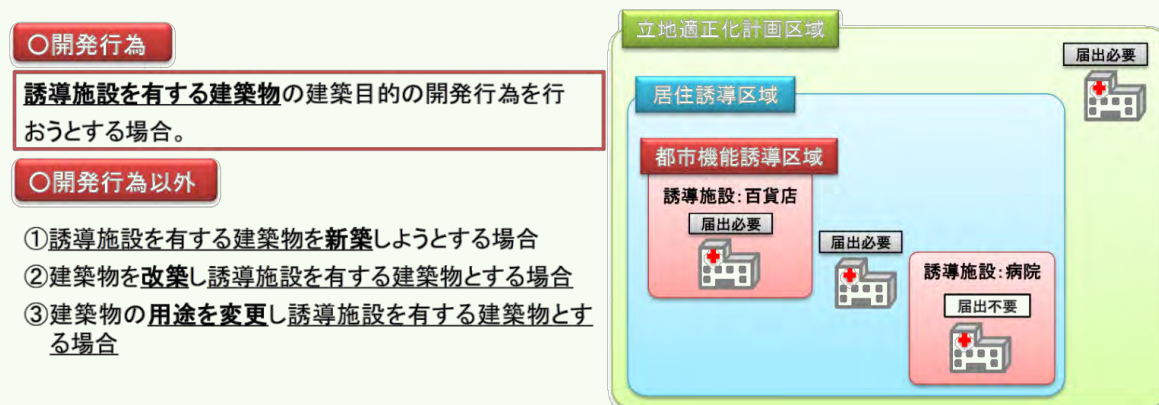 〇開発行為
誘導施設を有する建築物の建築目的の開発行為を行
おうとする場合。
〇開発行為以外
①誘導施設を有する建築物を新築しようとする場合
②建築物を改築し誘導施設を有する建築物とする場合
③建築物の用途を変更し誘導施設を有する建築物とす
る場合
立地適正化計画区域
届出必要
居住誘導区域
都市機能誘導区域
誘導施設:百貨店
届出必要
届出必要
誘導施設:病院
届出不要